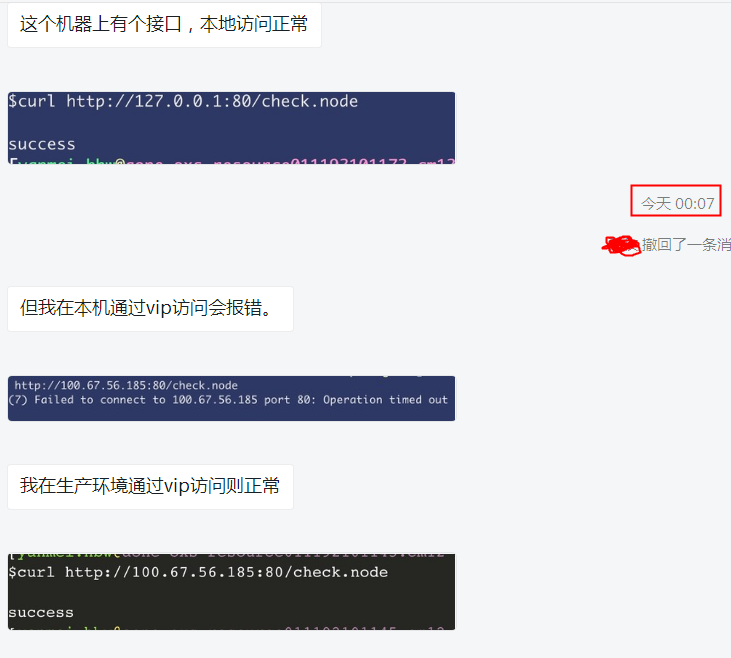 这个机器上有个接口，本地访问正常
$curl http://127.0.0.1:80/check.node
success
今天 00:07
撤回了一条消
但我在本机通过vip访问会报错。
http://100.67.56.185:80/check.node
(7) Failed to connect to 100.67.56.185 port 80: Operation timed out
我在生产环境通过vip访问则正常
$curl http://100.67.56.185:80/check.node
success